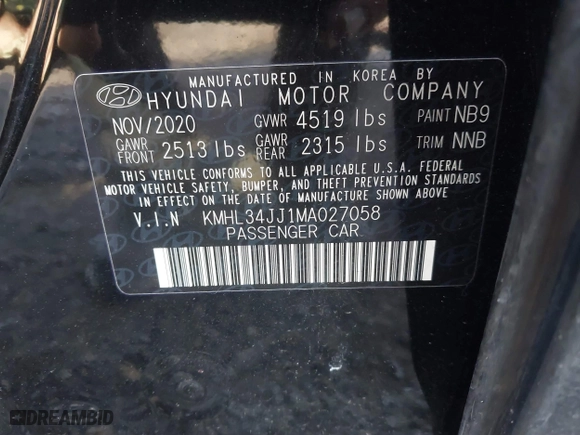 MANUFACTURED IN KOREA BY
HYUNDAI MOTOR COMPANY
NOV/2020 GVWR 4519 lbs PAINT NB9
GAWR FRONT 2513 lbs GAWR REAR 2315 lbs TRIM NNB
THIS VEHICLE CONFORMS TO ALL APPLICABLE U.S.A. FEDERAL
MOTOR VEHICLE SAFETY, BUMPER, AND THEFT PREVENTION STANDARDS
IN EFFECT ON THE DATE OF MANUFACTURE SHOWN ABOVE.
V.I.N KMHL34JJ1MA027058
PASSENGER CAR
DREAMBID